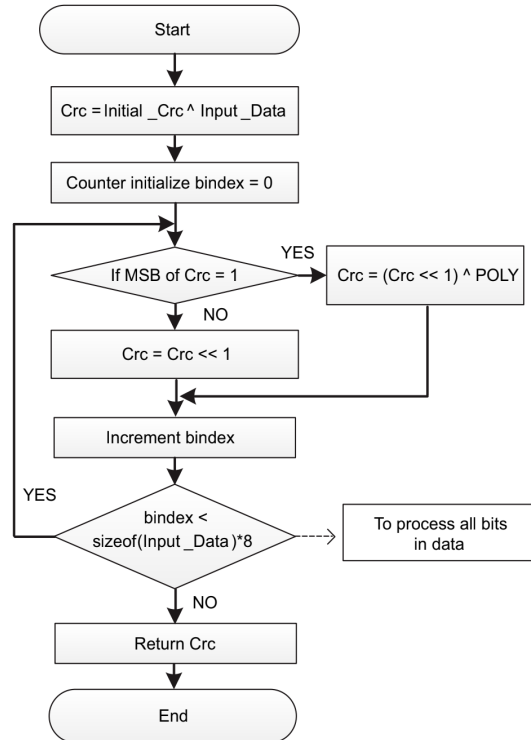 Start
Crc = Initial _Crc ^ Input _Data
Counter initialize bindex = 0
If MSB of Crc = 1
YES
Crc = (Crc << 1) ^ POLY
NO
Crc = Crc << 1
Increment bindex
YES
bindex <
sizeof(Input _Data)*8
To process all bits
in data
NO
Return Crc
End